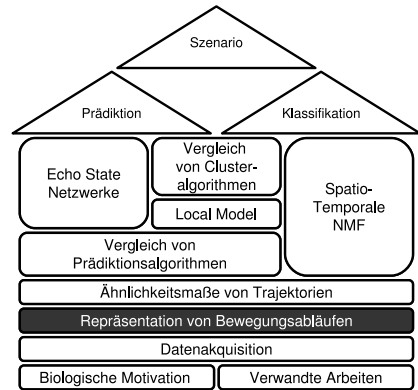 Szenario
Prädiktion
Klassifikation
Echo State
Netzwerke
Vergleich
von Cluster-
algorithmen
Local Model
Spatio-
Temporale
NMF
Vergleich von
Prädiktionsalgorithmen
Ähnlichkeitsmaße von Trajektorien
Repräsentation von Bewegungsabläufen
Datenakquisition
Biologische Motivation
Verwandte Arbeiten